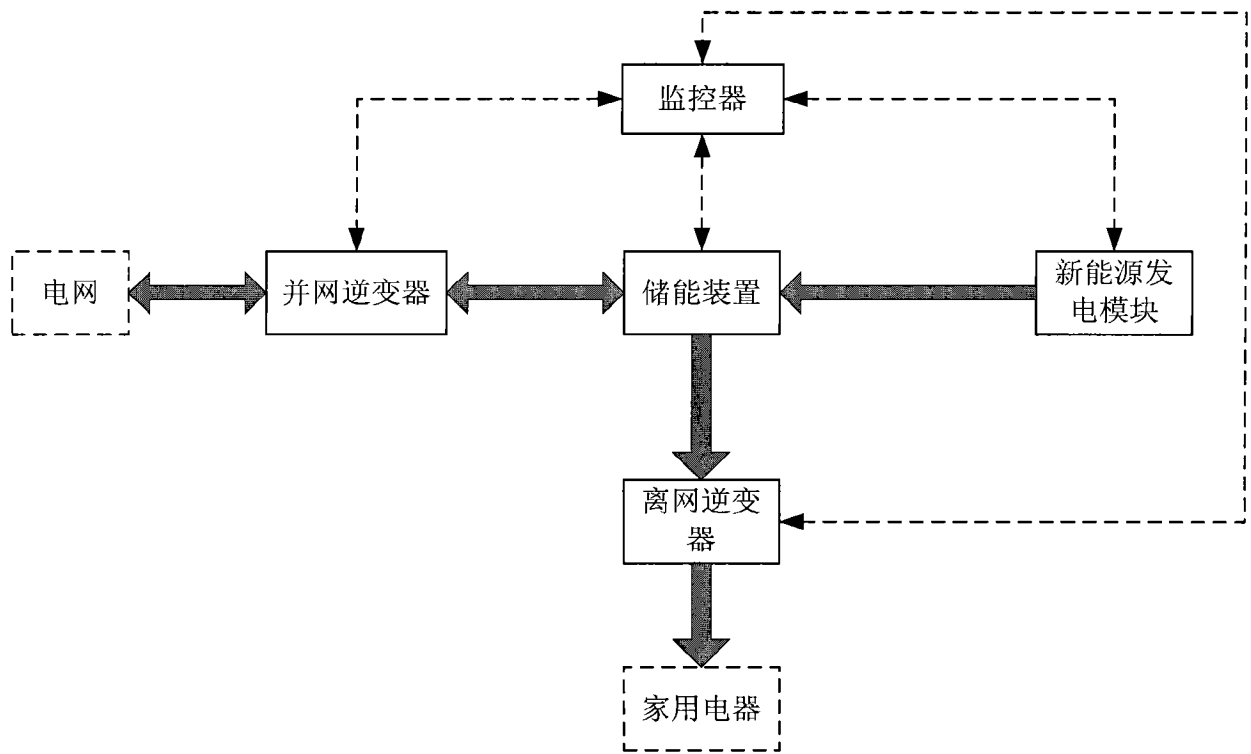 监控器
电网
并网逆变器
储能装置
新能源发
电模块
离网逆变
器
家用电器